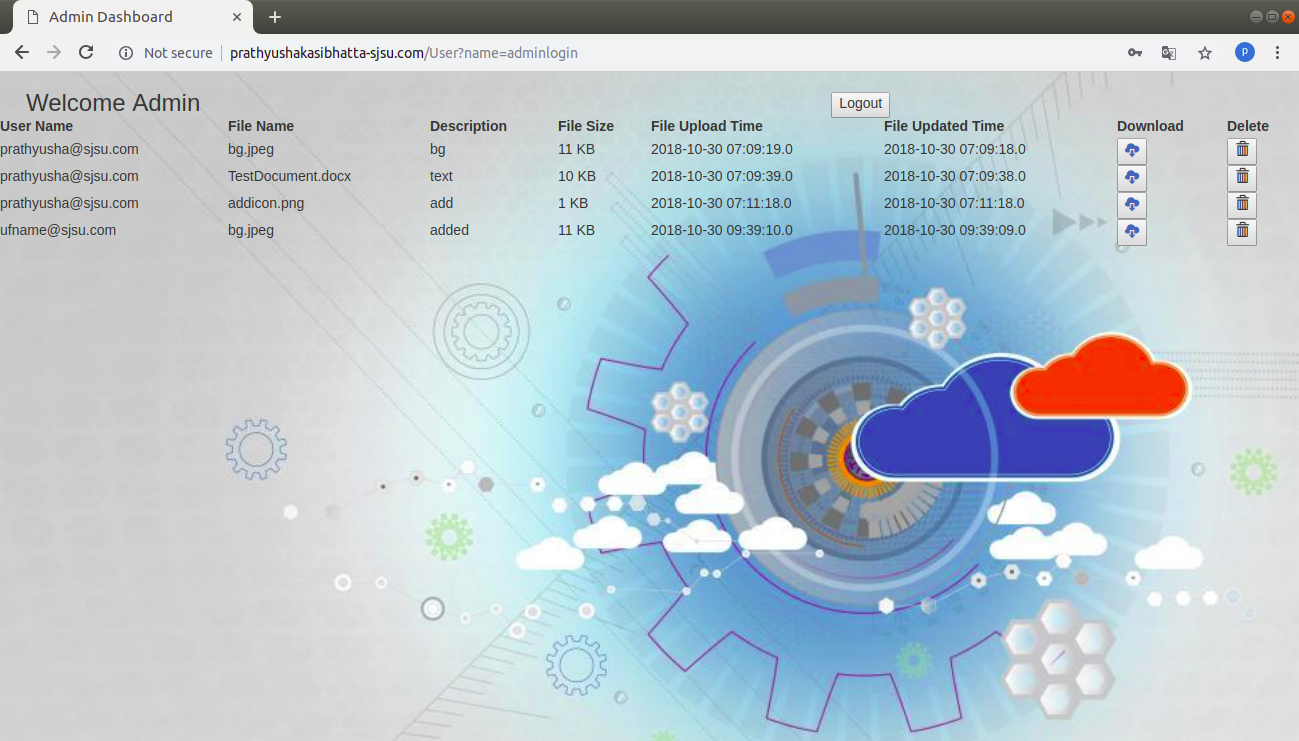 Admin Dashboard
Not secure prathyushakasibhatta-sjsu.com/User?name=adminlogin p
Welcome Admin Logout
User Name File Name Description File Size File Upload Time File Updated Time Download Delete
prathyusha@sjsu.com bg.jpeg bg 11 KB 2018-10-30 07:09:19.0 2018-10-30 07:09:18.0
prathyusha@sjsu.com TestDocument.docx text 10 KB 2018-10-30 07:09:39.0 2018-10-30 07:09:38.0
prathyusha@sjsu.com addicon.png add 1 KB 2018-10-30 07:11:18.0 2018-10-30 07:11:18.0
ufname@sjsu.com bg.jpeg added 11 KB 2018-10-30 09:39:10.0 2018-10-30 09:39:09.0